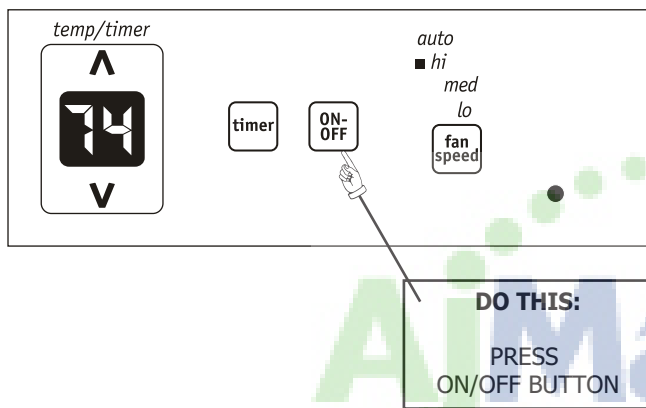 temp/timer
74
timer
ON-
OFF
auto
hi
med
lo
fan
speed
DO THIS:
PRESS
ON/OFF BUTTON